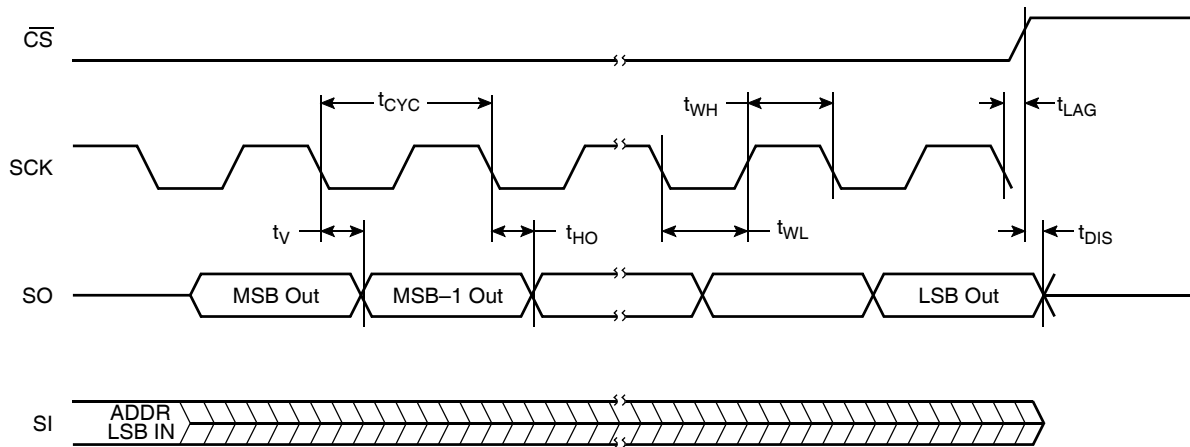 CS
tCYC
tWH
tLAG
SCK
tV
tHO
tWL
tDIS
SO
MSB Out
MSB–1 Out
LSB Out
SI
ADDR
LSB IN